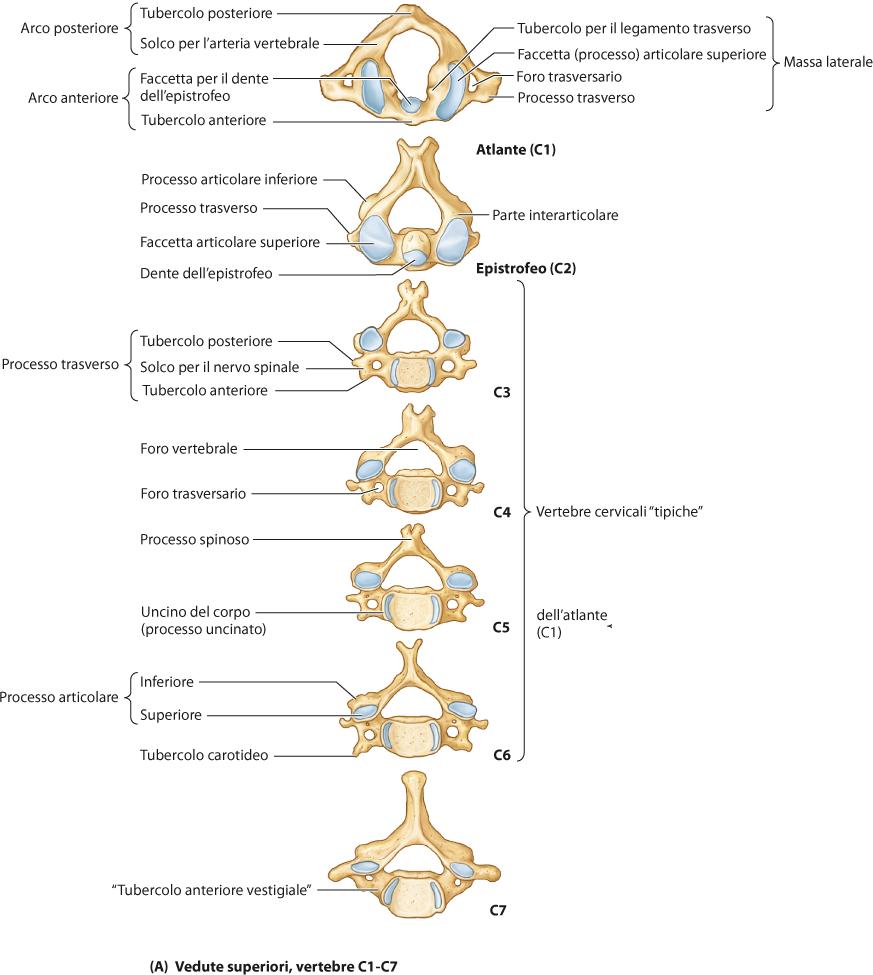 Arco posteriore
Tubercolo posteriore
Solco per l’arteria vertebrale
Arco anteriore
Faccetta per il dente
dell’epistrofeo
Tubercolo anteriore
Tubercolo per il legamento trasverso
Faccetta (processo) articolare superiore
Foro trasversario
Processo trasverso
Massa laterale
Atlante (C1)
Processo articolare inferiore
Processo trasverso
Faccetta articolare superiore
Dente dell’epistrofeo
Parte interarticolare
Epistrofeo (C2)
Processo trasverso
Tubercolo posteriore
Solco per il nervo spinale
Tubercolo anteriore
C3
Foro vertebrale
Foro trasversario
C4
Vertebre cervicali “tipiche”
Processo spinoso
Uncino del corpo
(processo uncinato)
C5
dell’atlante
(C1)
Processo articolare
Inferiore
Superiore
Tubercolo carotideo
C6
“Tubercolo anteriore vestigiale”
C7
(A) Vedute superiori, vertebre C1-C7